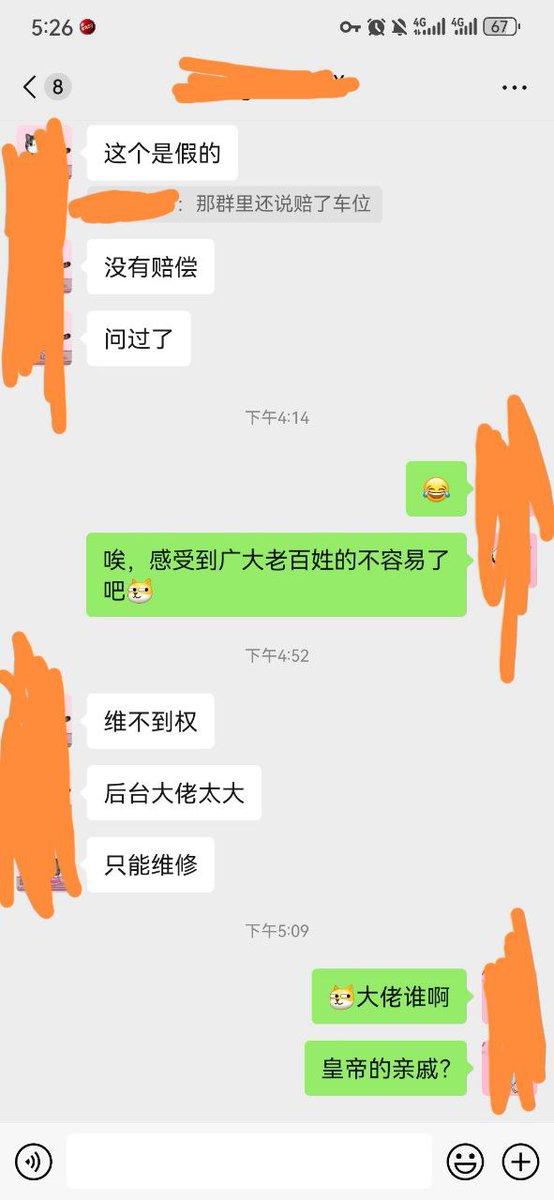 5:26
4G
4G
67
8
这个是假的
：那群里还说赔了车位
没有赔偿
问过了
下午4:14
唉，感受到广大老百姓的不容易了
吧
下午4:52
维不到权
后台大佬太大
只能维修
下午5:09
大佬谁啊
皇帝的亲戚？